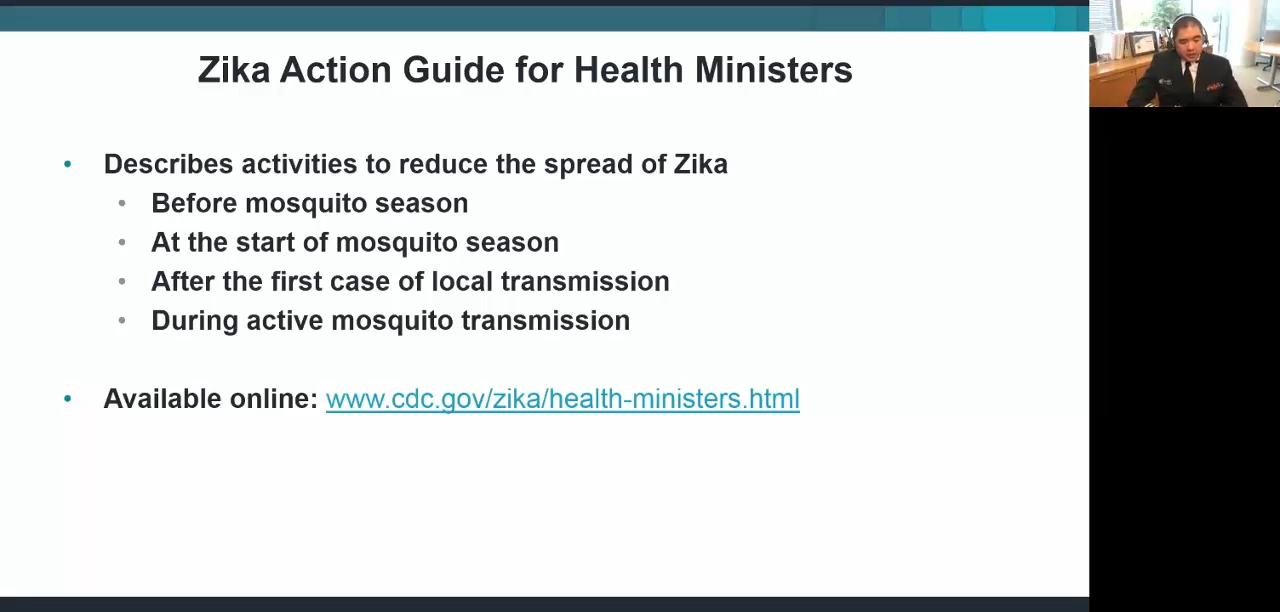 Zika Action Guide for Health Ministers
• Describes activities to reduce the spread of Zika
• Before mosquito season
• At the start of mosquito season
• After the first case of local transmission
• During active mosquito transmission
• Available online: www.cdc.gov/zika/health-ministers.html